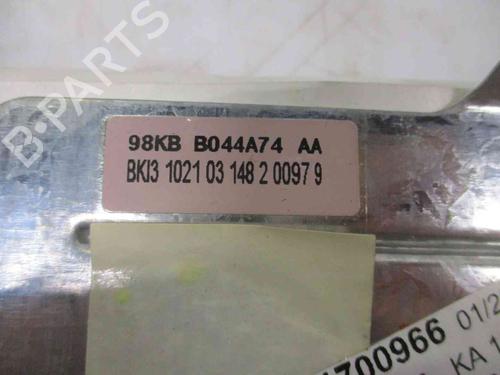 B-PARTS
98KB B044A74 AA
BKI3 1021 03 148 2 0097 9
700966 01/2
KA 1